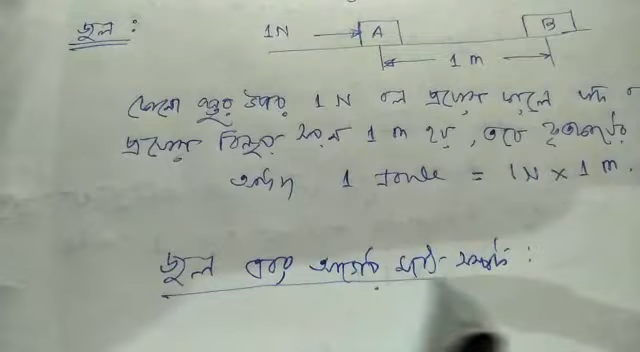 জুল :
1N → A B
1 m
কোনো বস্তুর উপর 1 N বল প্রয়োগ ফলে যদি ব
প্রয়োগ বিন্দুর সরণ 1 m হয়, তবে কৃতকার্যের
অর্থাৎ 1 Joule = 1N × 1 m.
জুল এবং আর্গের মধ্যে সম্পর্ক :